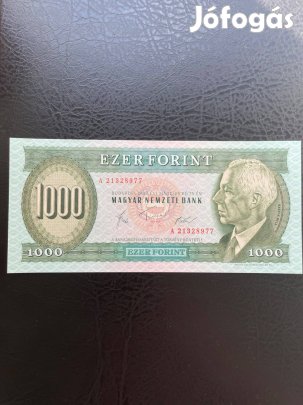 Jófogás
EZER FORINT
A 21328977
1000
MAGYAR NEMZETI BANK
A 21328977
1000
EZER FORINT
1000